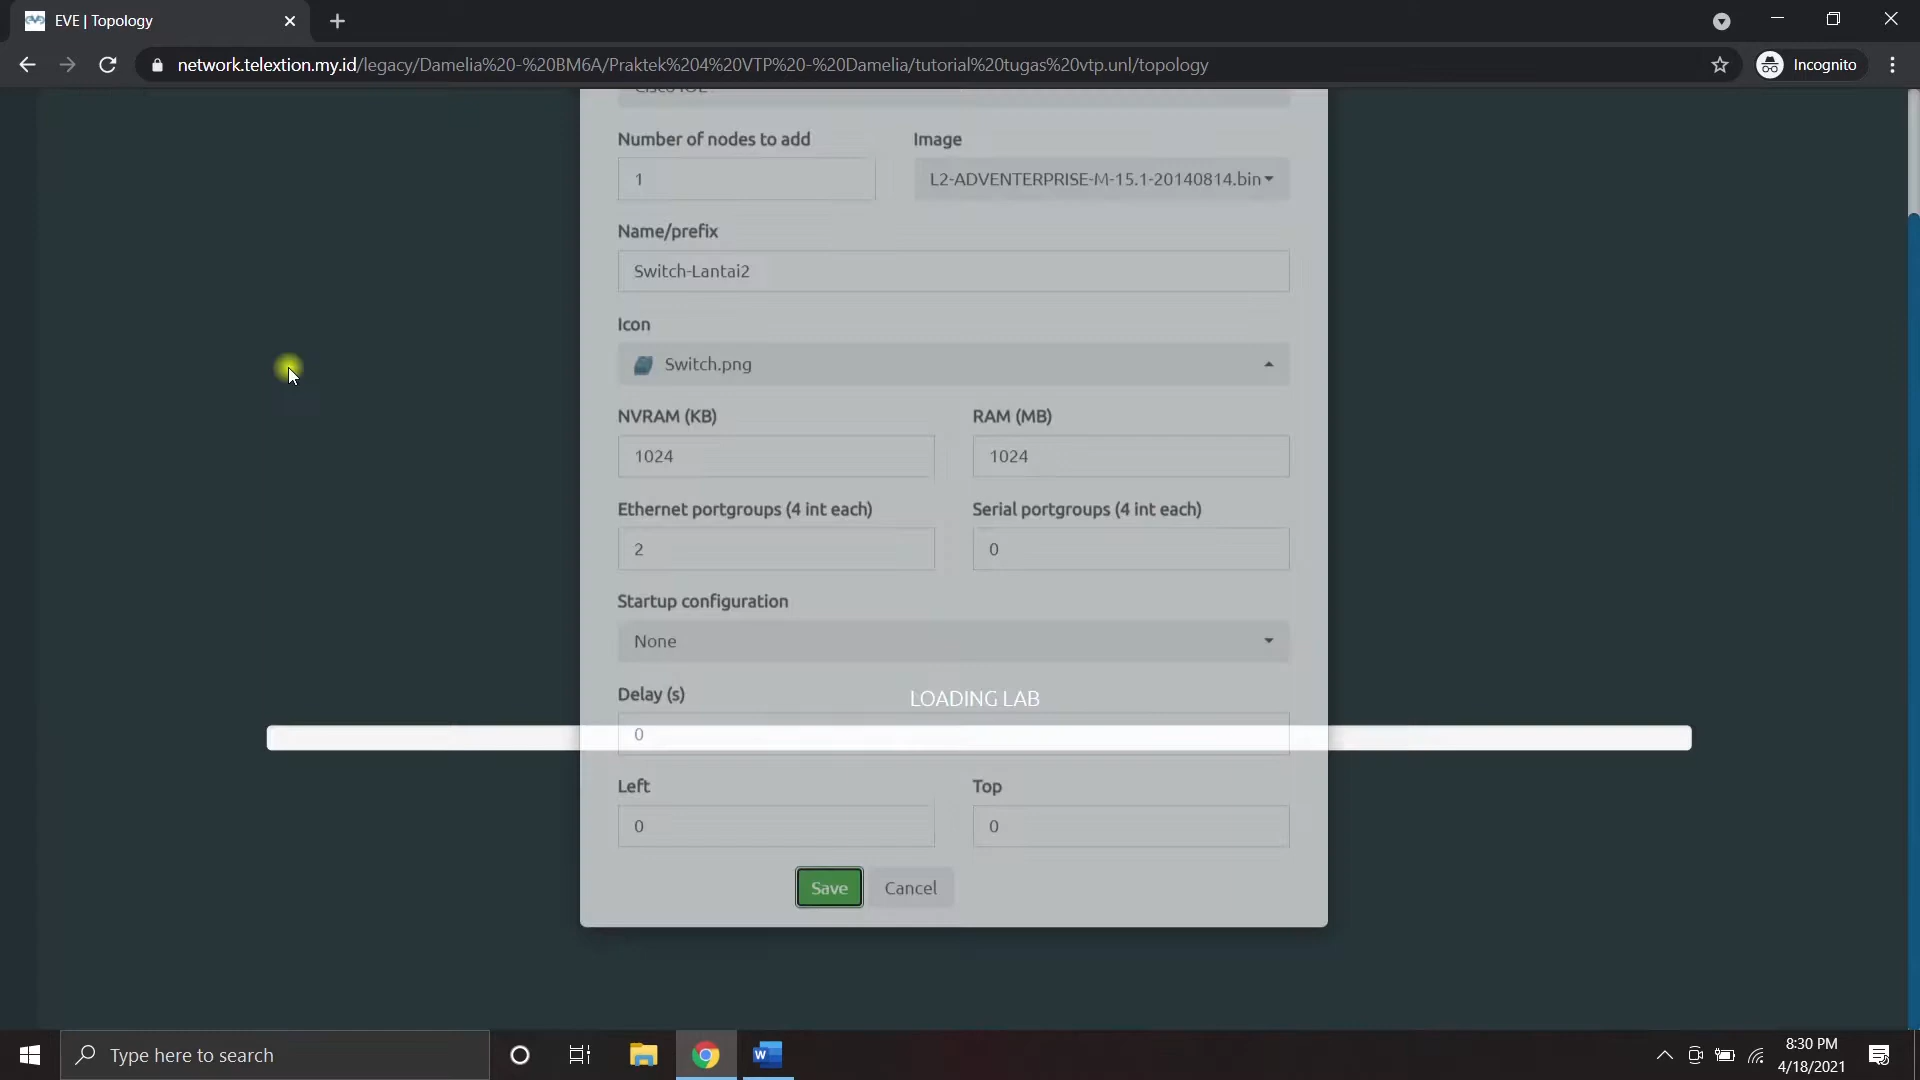 EVE | Topology
network.telextion.my.id/legacy/Damelia%20-%20BM6A/Praktek%204%20VTP%20-%20Damelia/tutorial%20tugas%20vtp.unl/topology
Incognito
Number of nodes to add
Image
1
L2-ADVENTERPRISE-M-15.1-20140814.bin
Name/prefix
Switch-Lantai2
Icon
Switch.png
NVRAM (KB)
RAM (MB)
1024
1024
Ethernet portgroups (4 int each)
Serial portgroups (4 int each)
2
0
Startup configuration
None
Delay (s)
LOADING LAB
0
Left
Top
0
0
Save
Cancel
Type here to search
8:30 PM
4/18/2021